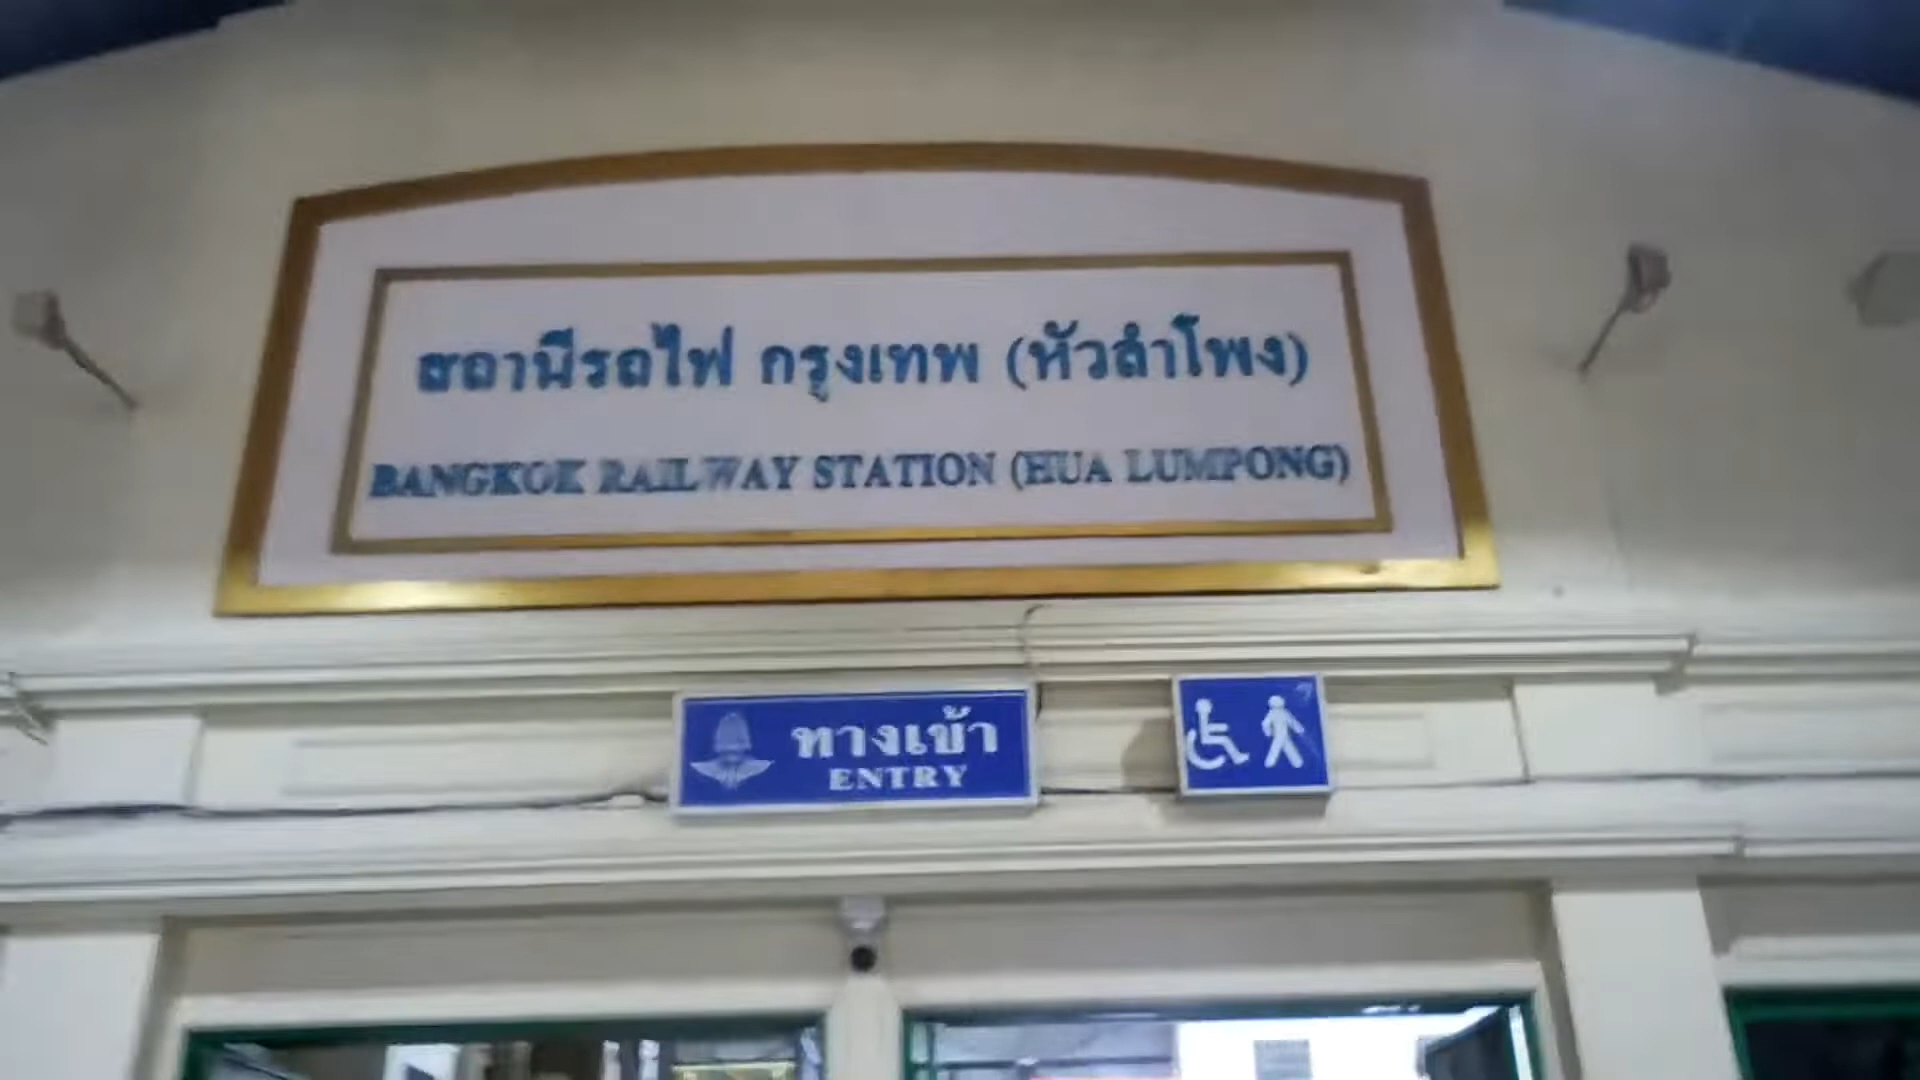 สถานีรถไฟ กรุงเทพ (หัวลำโพง)
BANGKOK RAILWAY STATION (HUA LUMPONG)
ทางเข้า
ENTRY